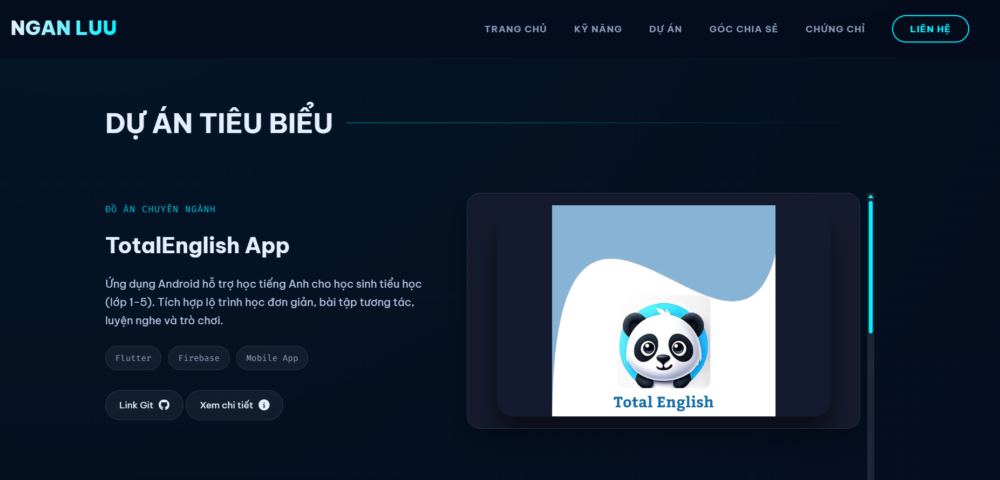 NGAN LUU
TRANG CHỦ
KỸ NĂNG
DỰ ÁN
GÓC CHIA SẺ
CHỨNG CHỈ
LIÊN HỆ
DỰ ÁN TIÊU BIỂU
ĐỒ ÁN CHUYÊN NGÀNH
TotalEnglish App
Ứng dụng Android hỗ trợ học tiếng Anh cho học sinh tiểu học
(lớp 1-5). Tích hợp lộ trình học đơn giản, bài tập tương tác,
luyện nghe và trò chơi.
Flutter
Firebase
Mobile App
Link Git
Xem chi tiết
Total English